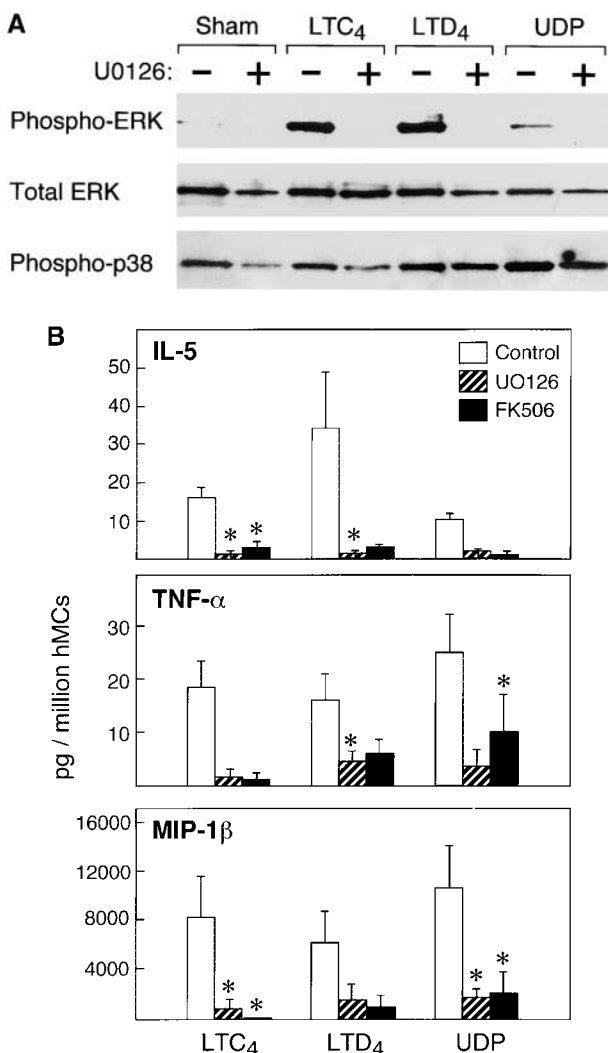 A
Sham LTC4 LTD4 UDP
U0126: − + − + − + − +
Phospho-ERK
Total ERK
Phospho-p38
B
IL-5
Control
UO126
FK506
50
40
30
20
10
* * *
TNF-α
30
20
10
* *
MIP-1β
16000
12000
8000
4000
* * * *
pg / million hMCs
LTC4 LTD4 UDP